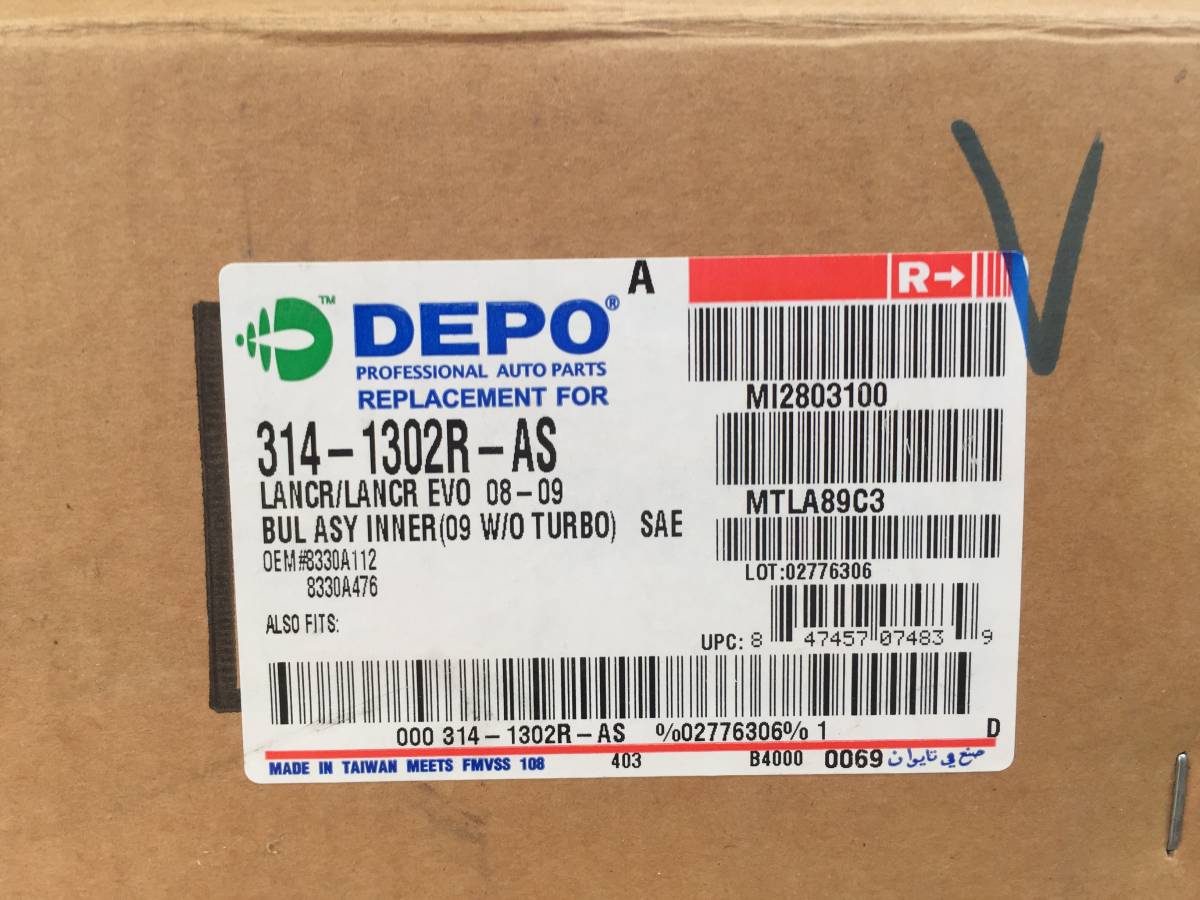 V
A
R→
™
DEPO®
PROFESSIONAL AUTO PARTS
REPLACEMENT FOR
314-1302R-AS
LANCR/LANCR EVO 08-09
BUL ASY INNER(09 W/O TURBO) SAE
OEM#8330A112
8330A476
ALSO FITS:
MI2803100
MTLA89C3
LOT:02776306
UPC: 8 47457 07483 9
000 314-1302R-AS %02776306% 1
D
MADE IN TAIWAN MEETS FMVSS 108 403 B4000 0069 صنع في تايوان